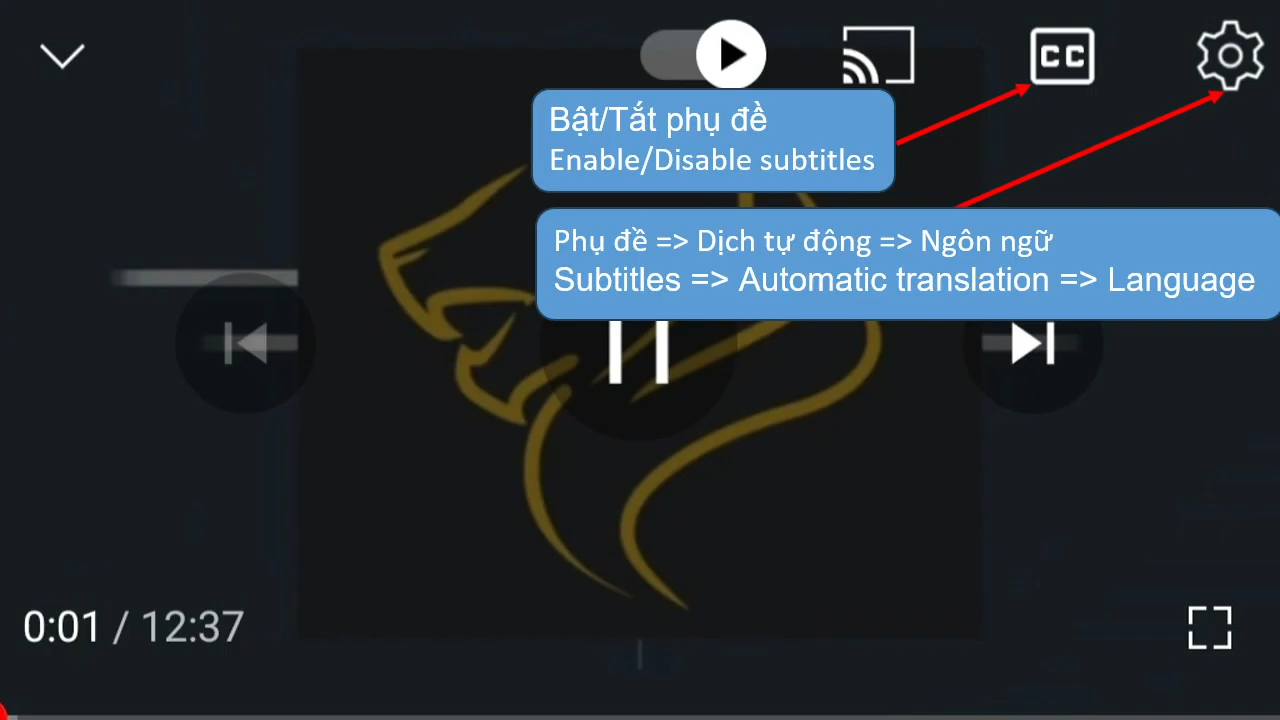 CC
Bật/Tắt phụ đề
Enable/Disable subtitles
Phụ đề => Dịch tự động => Ngôn ngữ
Subtitles => Automatic translation => Language
0:01 / 12:37